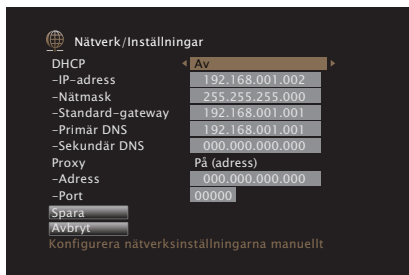 Nätverk/Inställningar
DHCP Av
–IP-adress 192.168.001.002
–Nätmask 255.255.255.000
–Standard-gateway 192.168.001.001
–Primär DNS 192.168.001.001
–Sekundär DNS 000.000.000.000
Proxy På (adress)
–Adress 000.000.000.000
–Port 00000
Spara
Avbryt
Konfigurera nätverksinställningarna manuellt